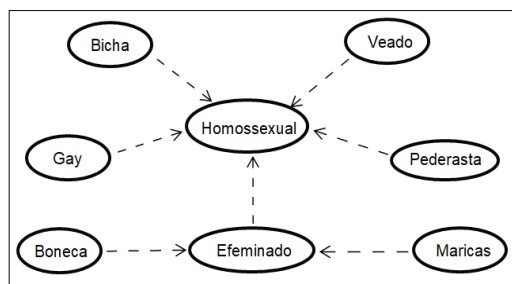 Bicha
Veado
Homossexual
Gay
Pederasta
Boneca
Efeminado
Maricas